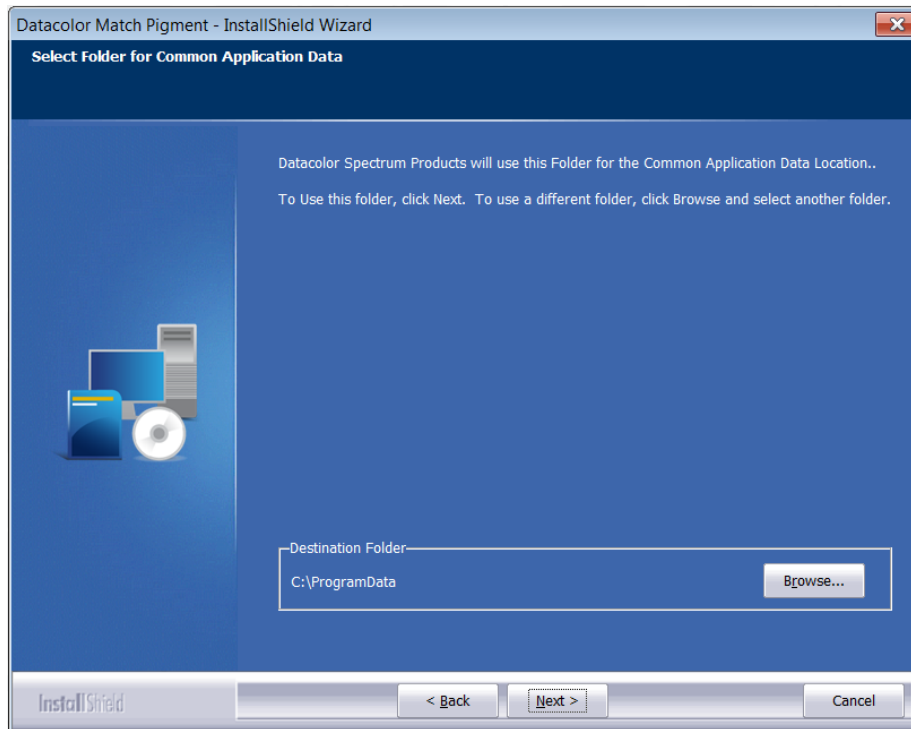 Datacolor Match Pigment - InstallShield Wizard
Select Folder for Common Application Data
Datacolor Spectrum Products will use this Folder for the Common Application Data Location..
To Use this folder, click Next. To use a different folder, click Browse and select another folder.
Destination Folder
C:\ProgramData
Browse...
InstallShield
< Back
Next >
Cancel